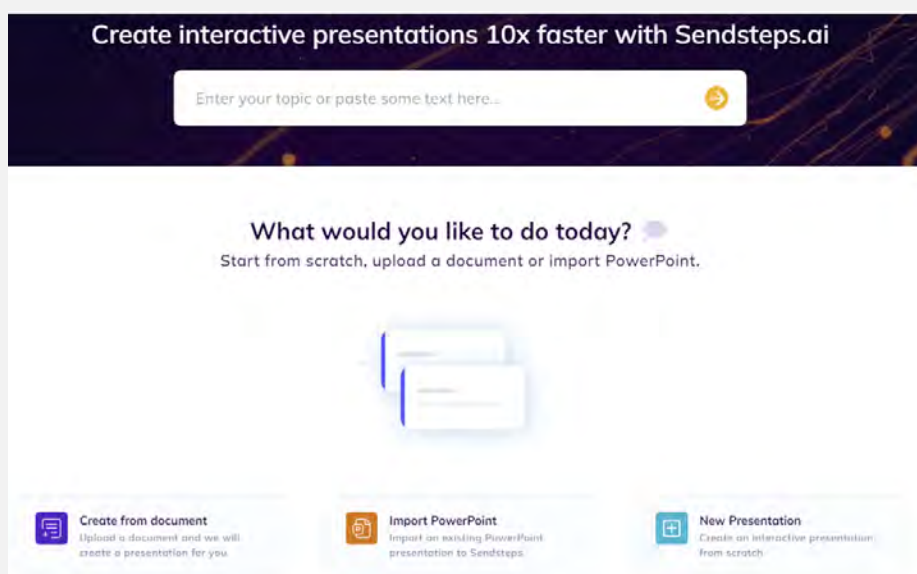 Create interactive presentations 10x faster with Sendsteps.ai
Enter your topic or paste some text here...
What would you like to do today?
Start from scratch, upload a document or import PowerPoint.
Create from document
Upload a document and we will
create a presentation for you
Import PowerPoint
Import an existing PowerPoint
presentation to Sendsteps
New Presentation
Create an interactive presentation
from scratch